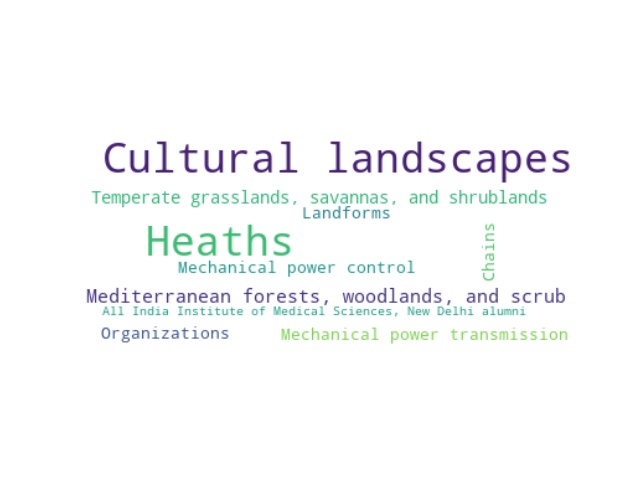 Cultural landscapes
Temperate grasslands, savannas, and shrublands
Landforms
Heaths
Chains
Mechanical power control
Mediterranean forests, woodlands, and scrub
All India Institute of Medical Sciences, New Delhi alumni
Organizations
Mechanical power transmission